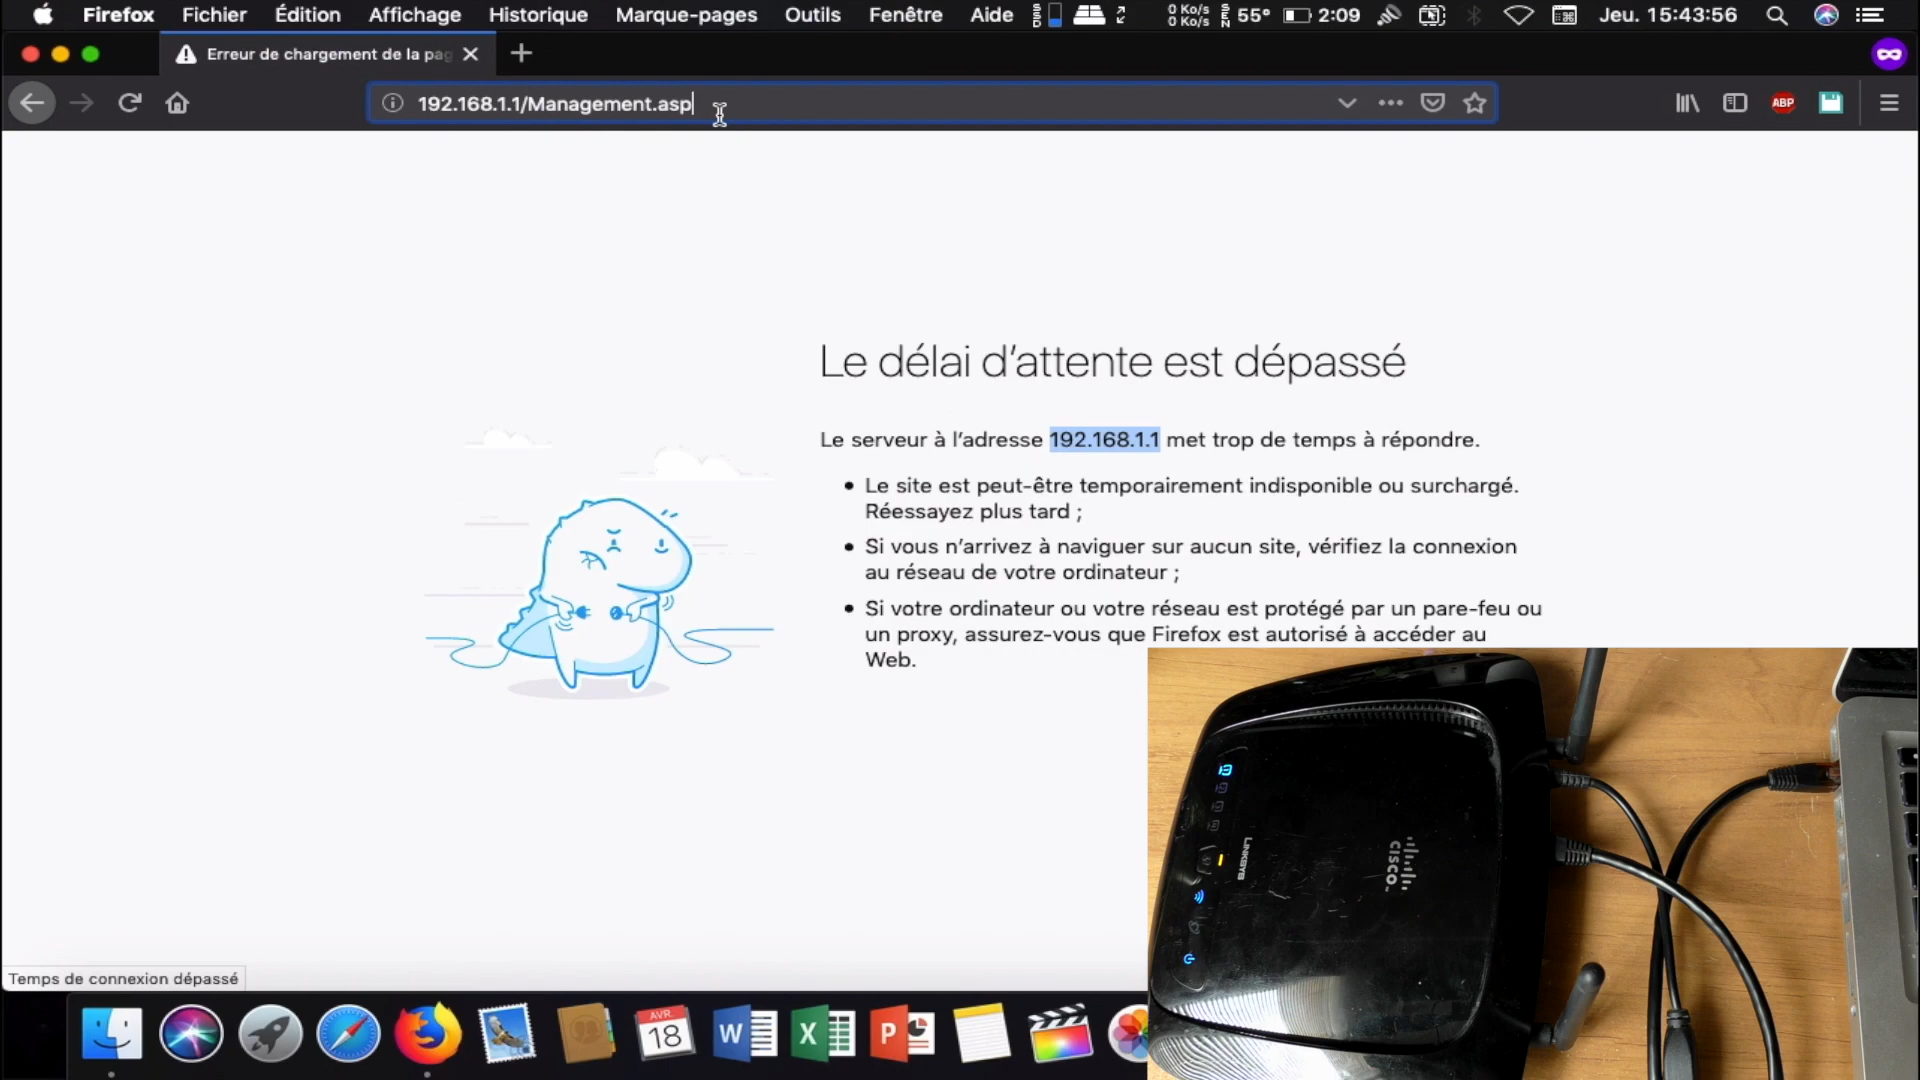 Firefox Fichier Édition Affichage Historique Marque-pages Outils Fenêtre Aide 0 Ko/s 0 Ko/s 55° 2:09 Jeu. 15:43:56
Erreur de chargement de la pag
192.168.1.1/Management.asp
ABP
Le délai d'attente est dépassé
Le serveur à l'adresse 192.168.1.1 met trop de temps à répondre.
Le site est peut-être temporairement indisponible ou surchargé.
Réessayez plus tard ;
Si vous n'arrivez à naviguer sur aucun site, vérifiez la connexion
au réseau de votre ordinateur ;
Si votre ordinateur ou votre réseau est protégé par un pare-feu ou
un proxy, assurez-vous que Firefox est autorisé à accéder au
Web.
LINKSYS
CISCO
Temps de connexion dépassé
AVR.
18
W
X
P